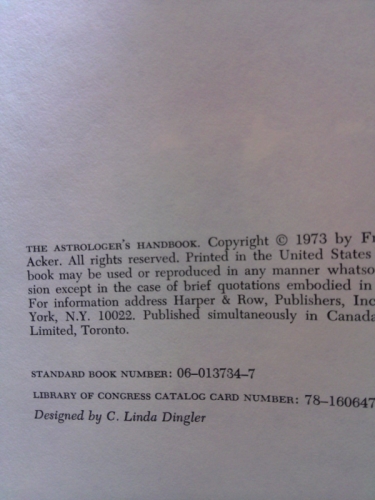 THE ASTROLOGER'S HANDBOOK. Copyright © 1973 by
Acker. All rights reserved. Printed in the United States
book may be used or reproduced in any manner
sion except in the case of brief quotations embodied in
For information address Harper & Row, Publishers, Inc
York, N.Y. 10022. Published simultaneously in Canada
Limited, Toronto.
STANDARD BOOK NUMBER: 06–013734–7
LIBRARY OF CONGRESS CATALOG CARD NUMBER: 78–160647
Designed by C. Linda Dingler